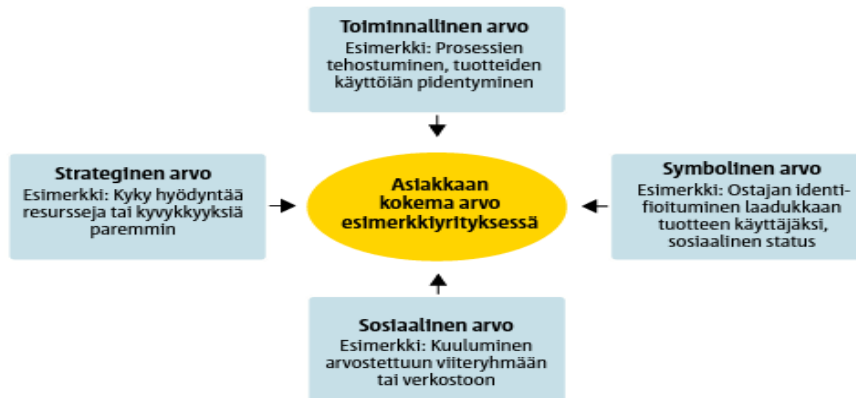 Toiminnallinen arvo
Esimerkki: Prosessien
tehostuminen, tuotteiden
käyttöiän pidentyminen
Strateginen arvo
Esimerkki: Kyky hyödyntää
resursseja tai kyvykkyyksiä
paremmin
Asiakkaan
kokema arvo
esimerkkiyrityksessä
Symbolinen arvo
Esimerkki: Ostajan identi-
fioituminen laadukkaan
tuotteen käyttäjäksi,
sosiaalinen status
Sosiaalinen arvo
Esimerkki: Kuuluminen
arvostettuun viiteryhmään
tai verkostoon